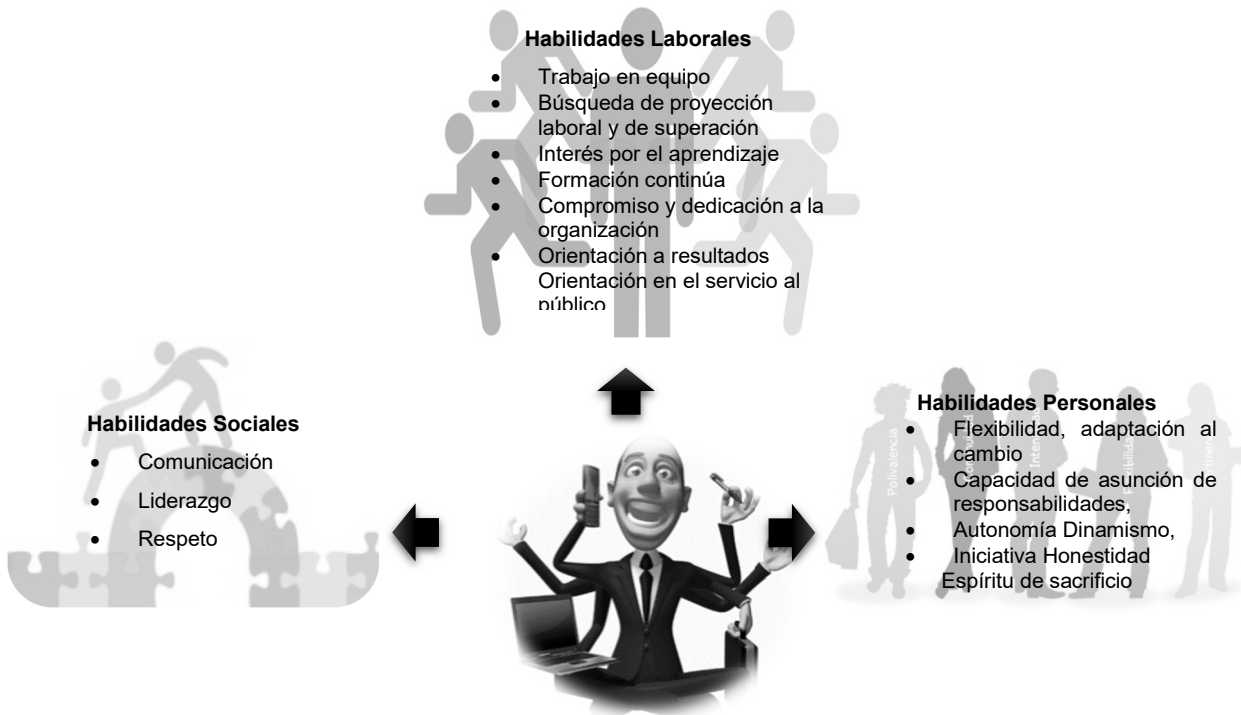 Habilidades Laborales
• Trabajo en equipo
• Búsqueda de proyección
laboral y de superación
• Interés por el aprendizaje
• Formación continúa
• Compromiso y dedicación a la
organización
• Orientación a resultados
Orientación en el servicio al
público
Habilidades Sociales
• Comunicación
• Liderazgo
• Respeto
Habilidades Personales
• Flexibilidad, adaptación al
cambio
• Capacidad de asunción de
responsabilidades,
• Autonomía Dinamismo,
• Iniciativa Honestidad
Espíritu de sacrificio
Polivalencia